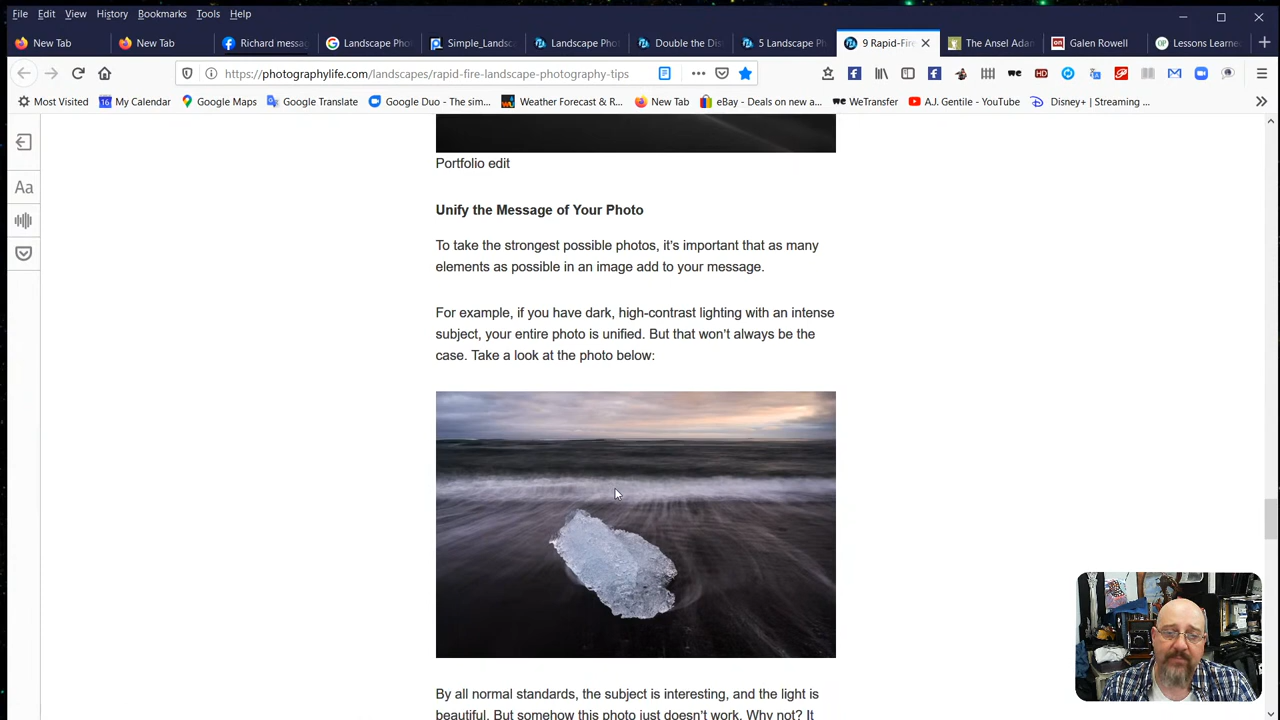 File Edit View History Bookmarks Tools Help
New Tab New Tab Richard messa Landscape Pho Simple_Landsc Landscape Pho Double the Dis 5 Landscape Ph 9 Rapid-Fire The Ansel Adam Galen Rowell Lessons Learne
https://photographylife.com/landscapes/rapid-fire-landscape-photography-tips
Most Visited My Calendar Google Maps Google Translate Google Duo - The sim... Weather Forecast & R... New Tab eBay - Deals on new a... WeTransfer A.J. Gentile - YouTube Disney+ | Streaming ...
Aa
Portfolio edit
Unify the Message of Your Photo
To take the strongest possible photos, it's important that as many
elements as possible in an image add to your message.
For example, if you have dark, high-contrast lighting with an intense
subject, your entire photo is unified. But that won't always be the
case. Take a look at the photo below:
By all normal standards, the subject is interesting, and the light is
beautiful. But somehow this photo just doesn't work. Why not? It